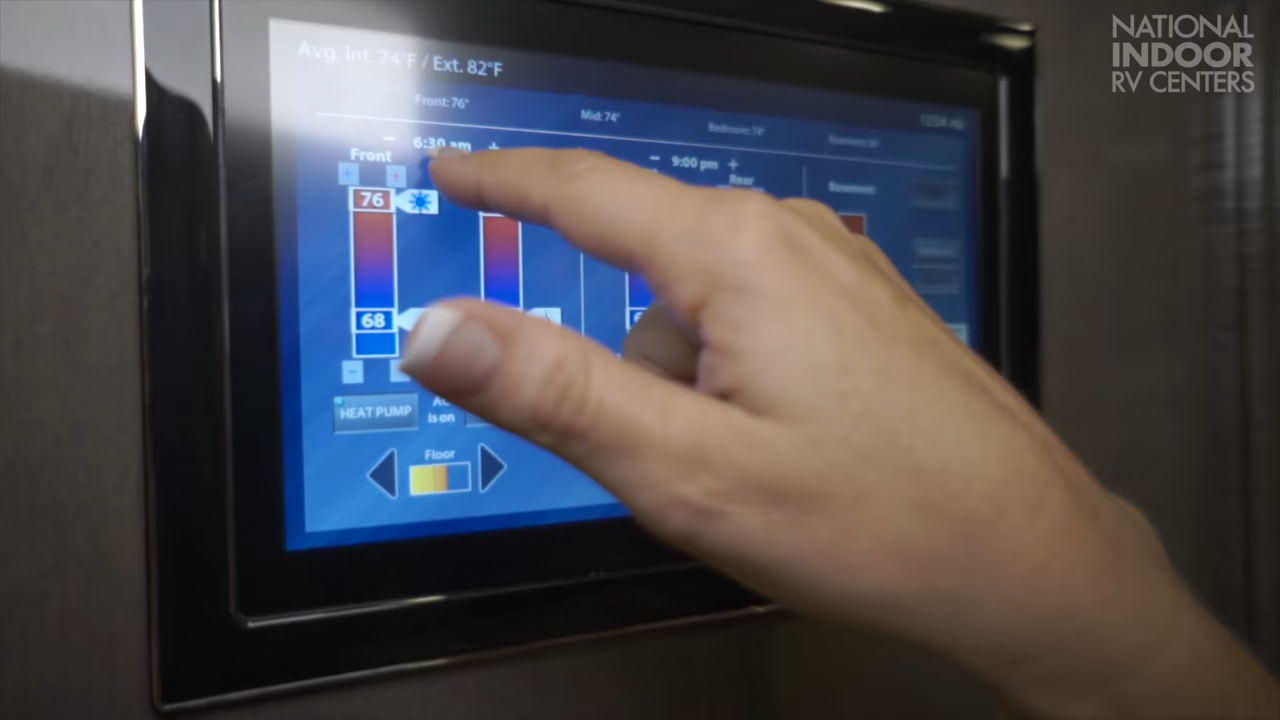 NATIONAL
INDOOR
RV CENTERS
Avg. Int. 74°F / Ext. 82°F
Front: 76°
Mid: 74°
Bedroom: 74°
- 6:30 am +
- 9:00 pm +
Front
Rear
Basement
+ +
76
68
-
HEAT PUMP
is on
Floor